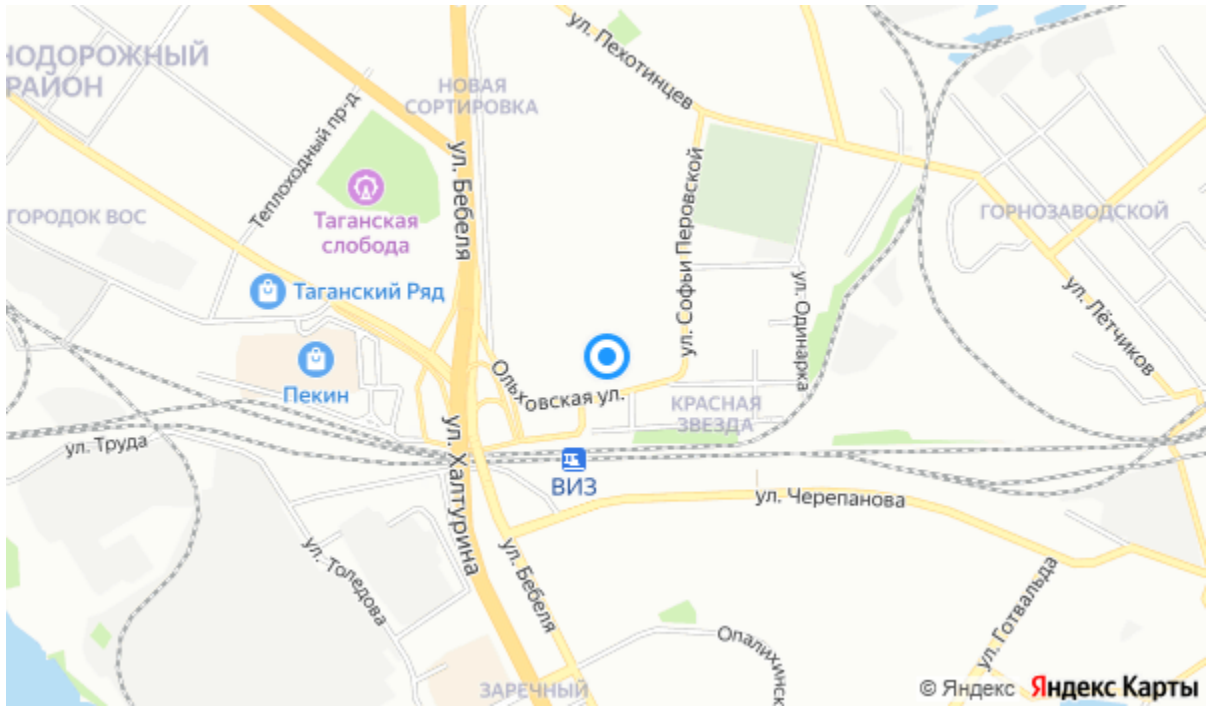 ул. Пехотинцев
НОДОРОЖНЫЙ
РАЙОН
НОВАЯ
СОРТИРОВКА
Теплоходный пр-д
ул. Бебеля
Таганская
слобода
ГОРОДОК ВОС
ул. Софьи Перовской
ГОРНОЗАВОДСКОЙ
Таганский Ряд
ул. Одинарка
ул. Лётчиков
Пекин
Ольховская ул.
КРАСНАЯ
ЗВЕЗДА
ул. Труда
ул. Халтурина
ВИЗ
ул. Черепанова
ул. Толедова
ул. Бебеля
ул. Готвальда
Опалихинск
ЗАРЕЧНЫЙ
© Яндекс Яндекс Карты